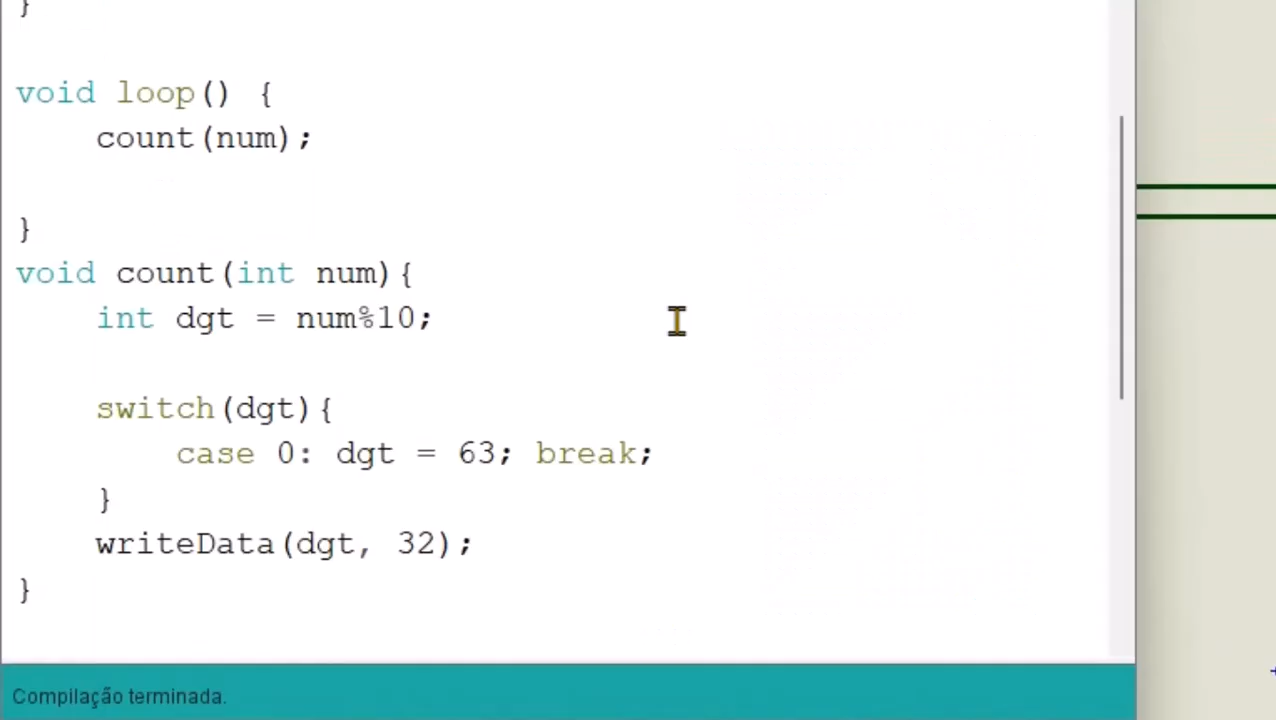 }
void loop() {
    count(num);
}
void count(int num){
    int dgt = num%10;
    switch(dgt){
        case 0: dgt = 63; break;
    }
    writeData(dgt, 32);
}
Compilação terminada.